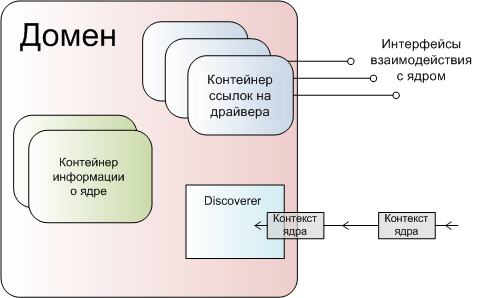 Домен
Контейнер
ссылок на
драйвера
Интерфейсы
взаимодействия
с ядром
Контейнер
информации
о ядре
Discoverer
Контекст
ядра
Контекст
ядра